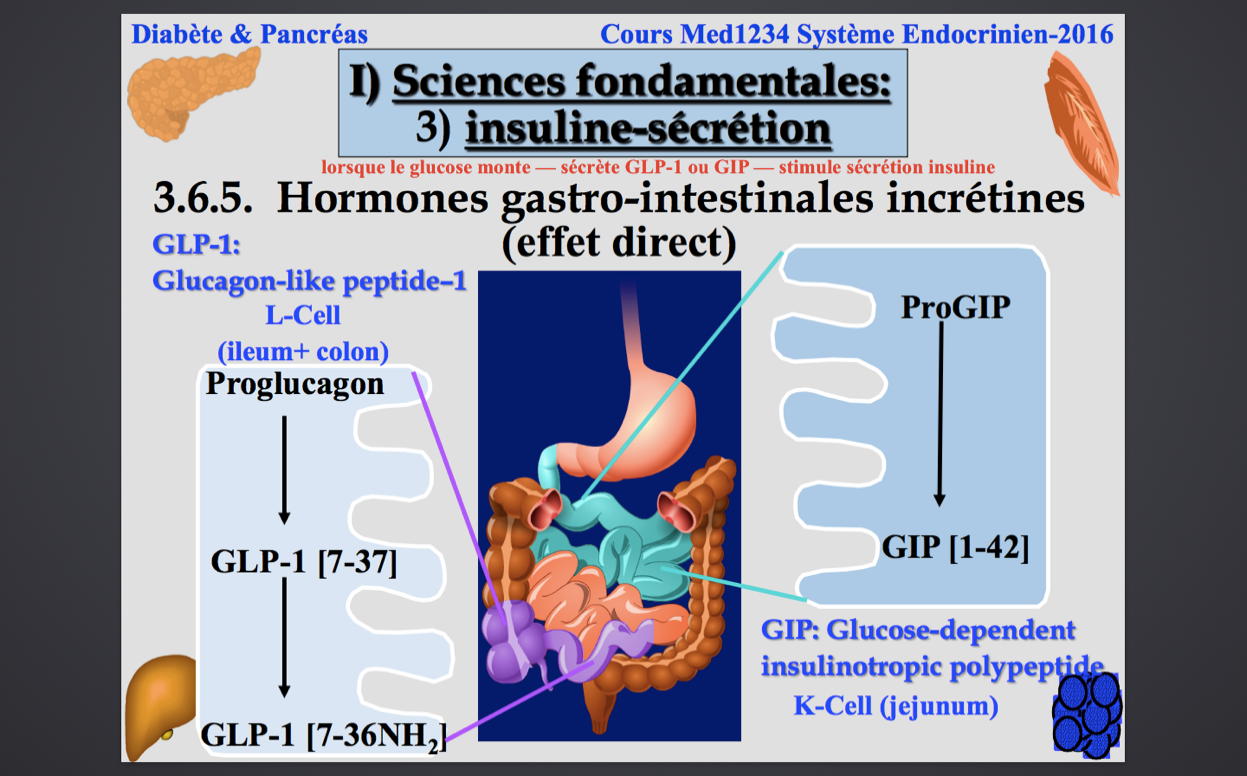 Diabète & Pancréas
Cours Med1234 Système Endocrinien-2016
I) Sciences fondamentales:
3) insuline-sécrétion
lorsque le glucose monte — sécrète GLP-1 ou GIP — stimule sécrétion insuline
3.6.5. Hormones gastro-intestinales incrétines
(effet direct)
GLP-1:
Glucagon-like peptide–1
L-Cell
(ileum+ colon)
Proglucagon
GLP-1 [7-37]
GLP-1 [7-36NH₂]
ProGIP
GIP [1-42]
GIP: Glucose-dependent
insulinotropic polypeptide
K-Cell (jejunum)